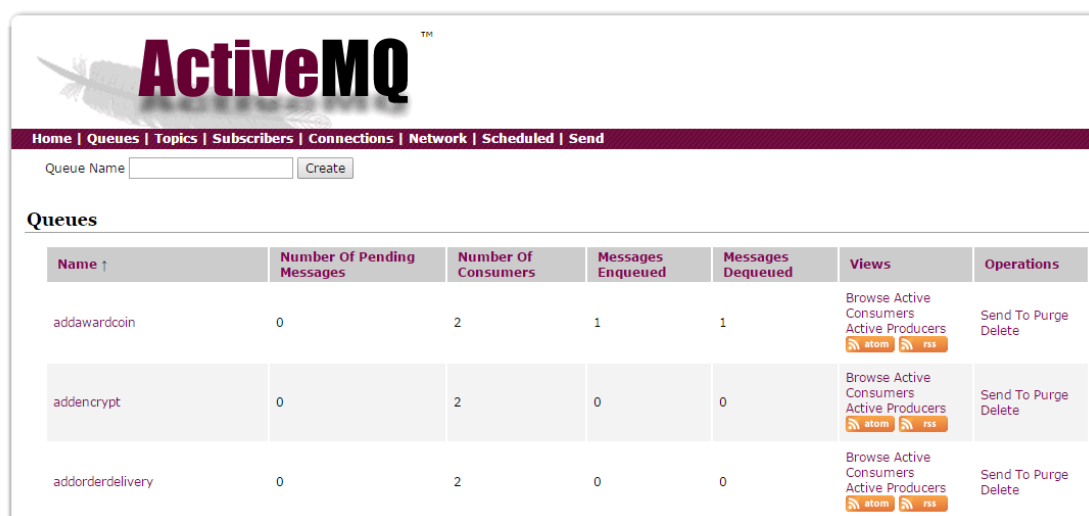 ActiveMQ ™
Home | Queues | Topics | Subscribers | Connections | Network | Scheduled | Send
Queue Name Create
Queues
Name ↑ Number Of Pending Messages Number Of Consumers Messages Enqueued Messages Dequeued Views Operations
addawardcoin 0 2 1 1
Browse Active
Consumers
Active Producers
atom rss
Send To Purge
Delete
addencrypt 0 2 0 0
Browse Active
Consumers
Active Producers
atom rss
Send To Purge
Delete
addorderdelivery 0 2 0 0
Browse Active
Consumers
Active Producers
atom rss
Send To Purge
Delete